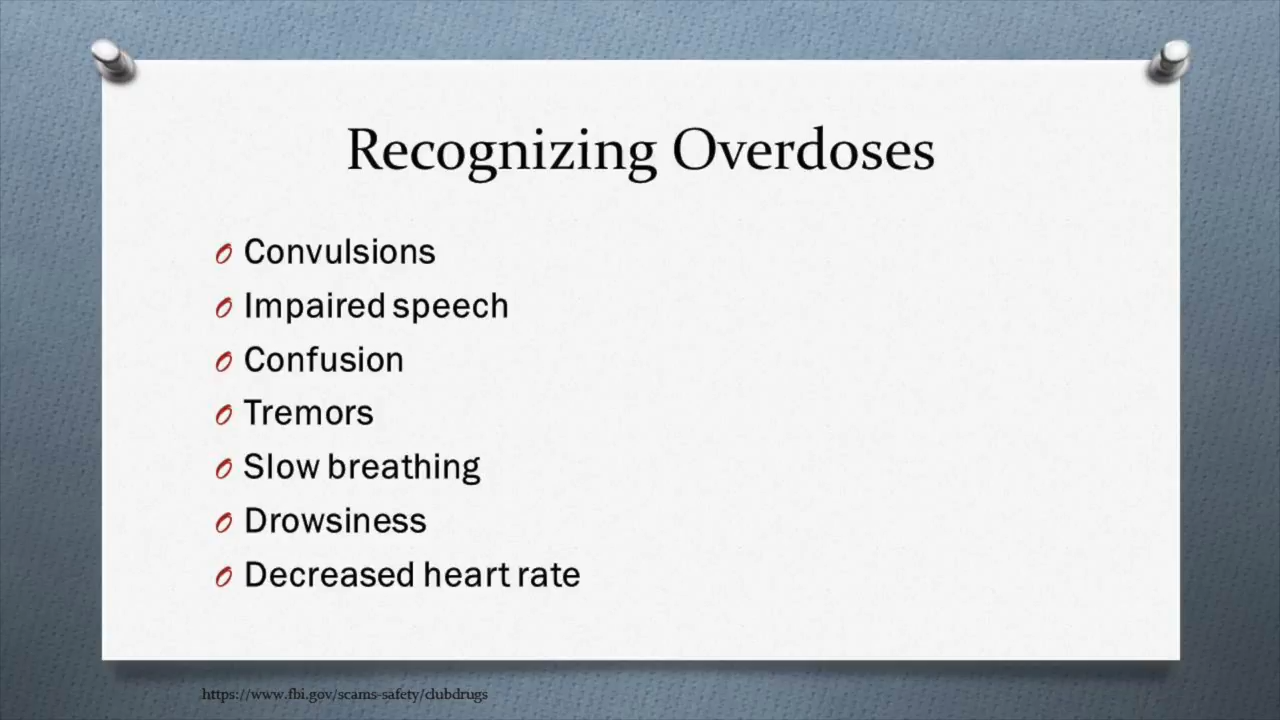 Recognizing Overdoses
Convulsions
Impaired speech
Confusion
Tremors
Slow breathing
Drowsiness
Decreased heart rate
https://www.fbi.gov/scams-safety/clubdrugs